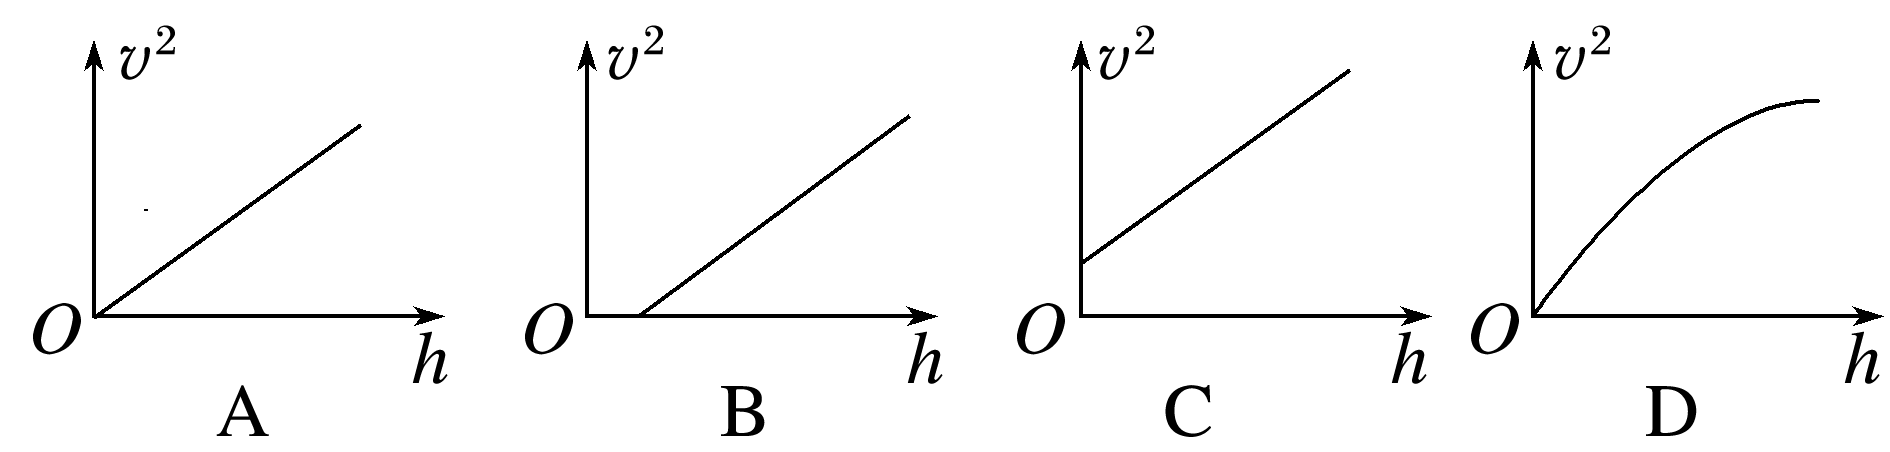 v² v² v² v²
O h O h O h O h
A B C D